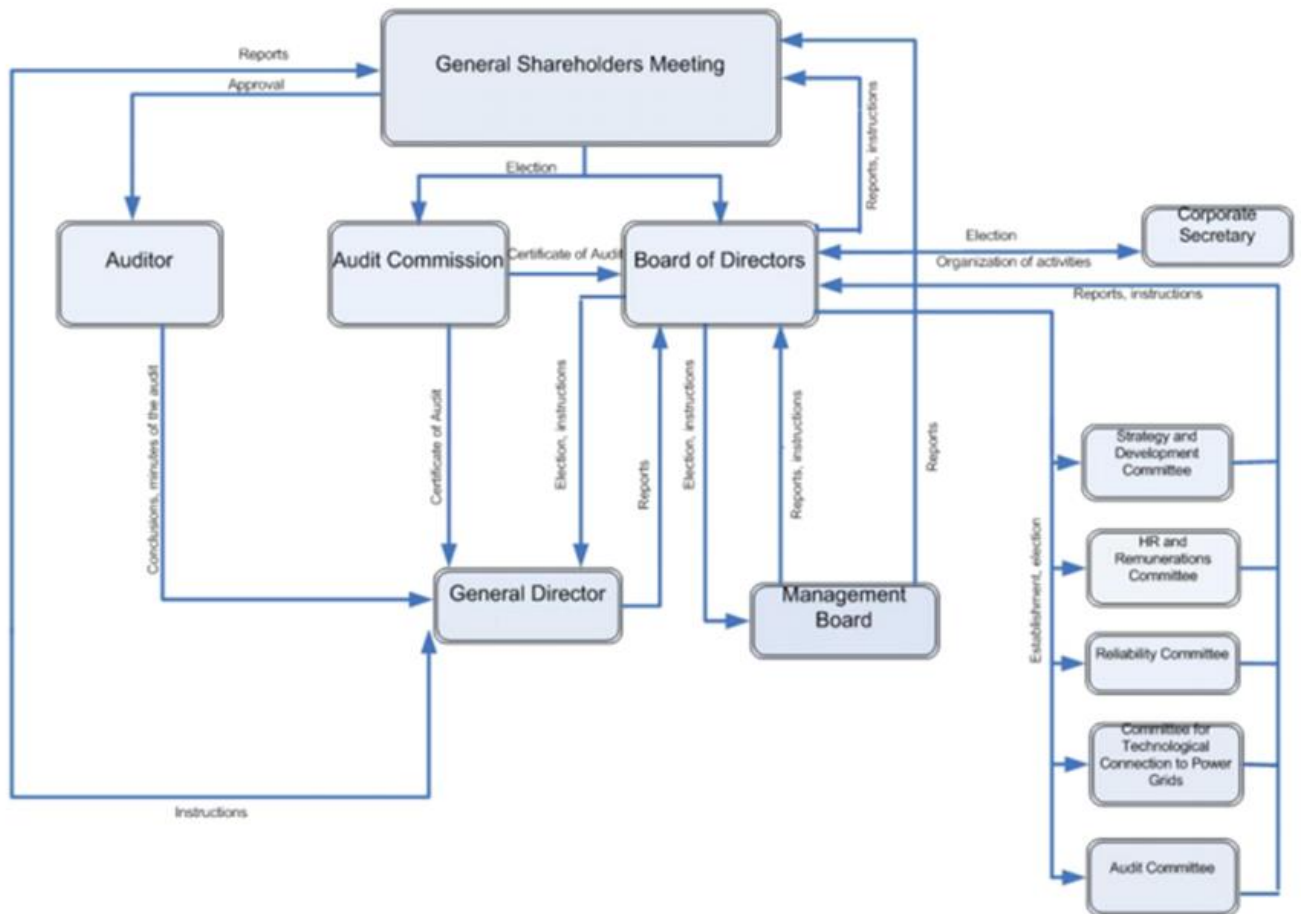 General Shareholders Meeting
Reports
Approval
Election
Reports, instructions
Auditor
Audit Commission
Certificate of Audit
Board of Directors
Election
Organization of activities
Corporate
Secretary
Reports, instructions
Conclusions, minutes of the audit
Certificate of Audit
Election, instructions
Reports
Election, instructions
Reports, instructions
Reports
Establishment, election
Strategy and
Development
Committee
HR and
Remunerations
Committee
General Director
Management
Board
Reliability Committee
Committee for
Technological
Connection to Power
Grids
Instructions
Audit Committee